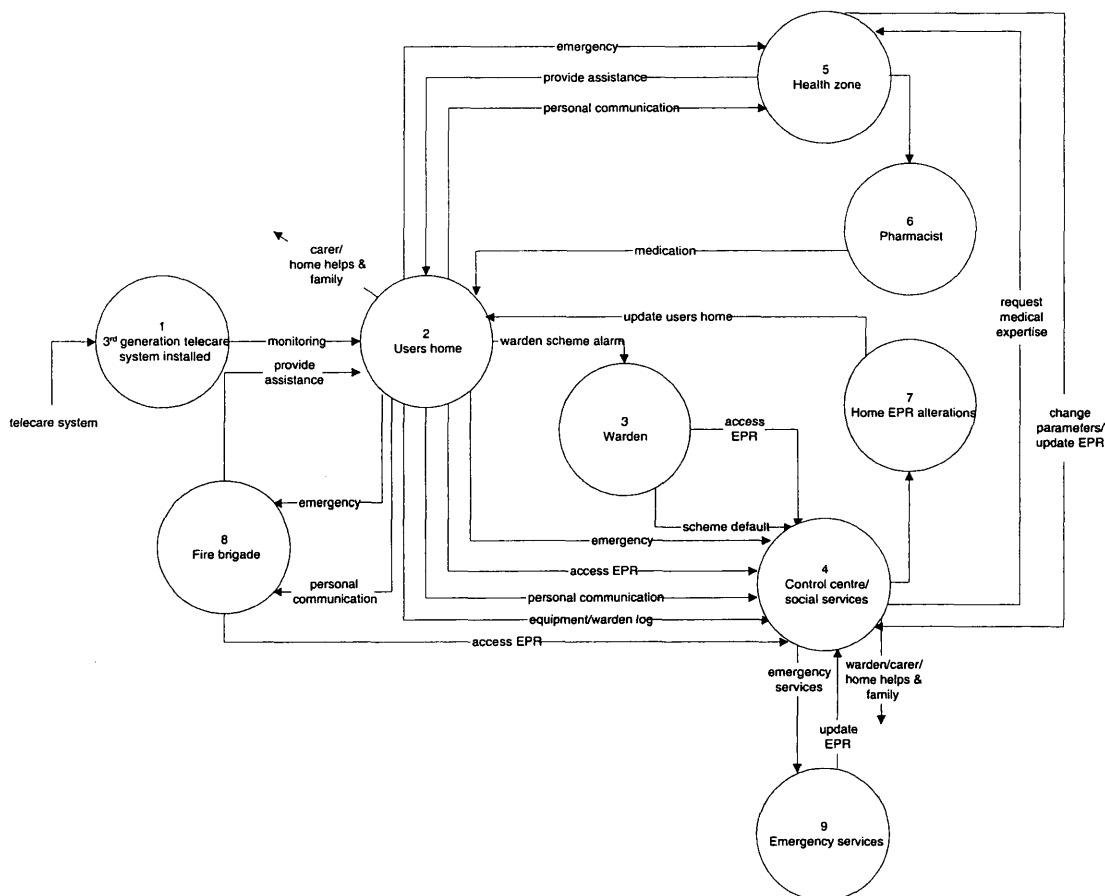 emergency
provide assistance
personal communication
5
Health zone
6
Pharmacist
medication
carer/
home helps &
family
request
medical
expertise
1
3rd generation telecare
system installed
monitoring
2
Users home
update users home
warden scheme alarm
provide
assistance
telecare system
3
Warden
access
EPR
7
Home EPR alterations
change
parameters/
update EPR
emergency
8
Fire brigade
scheme default
emergency
4
Control centre/
social services
access EPR
personal
communication
personal communication
equipment/warden log
access EPR
emergency
services
warden/carer/
home helps &
family
update
EPR
9
Emergency services